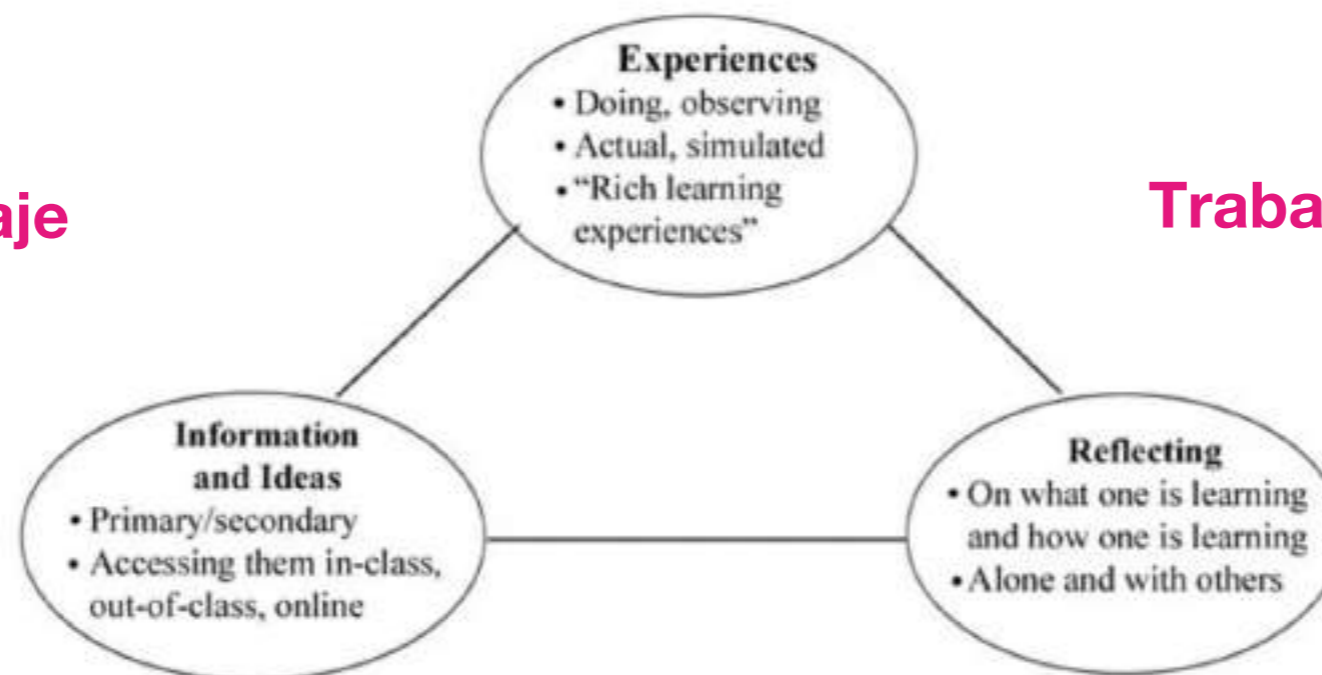 Experiences
• Doing, observing
• Actual, simulated
• “Rich learning
experiences”
aje
Traba
Information
and Ideas
• Primary/secondary
• Accessing them in-class,
out-of-class, online
Reflecting
• On what one is learning
and how one is learning
• Alone and with others